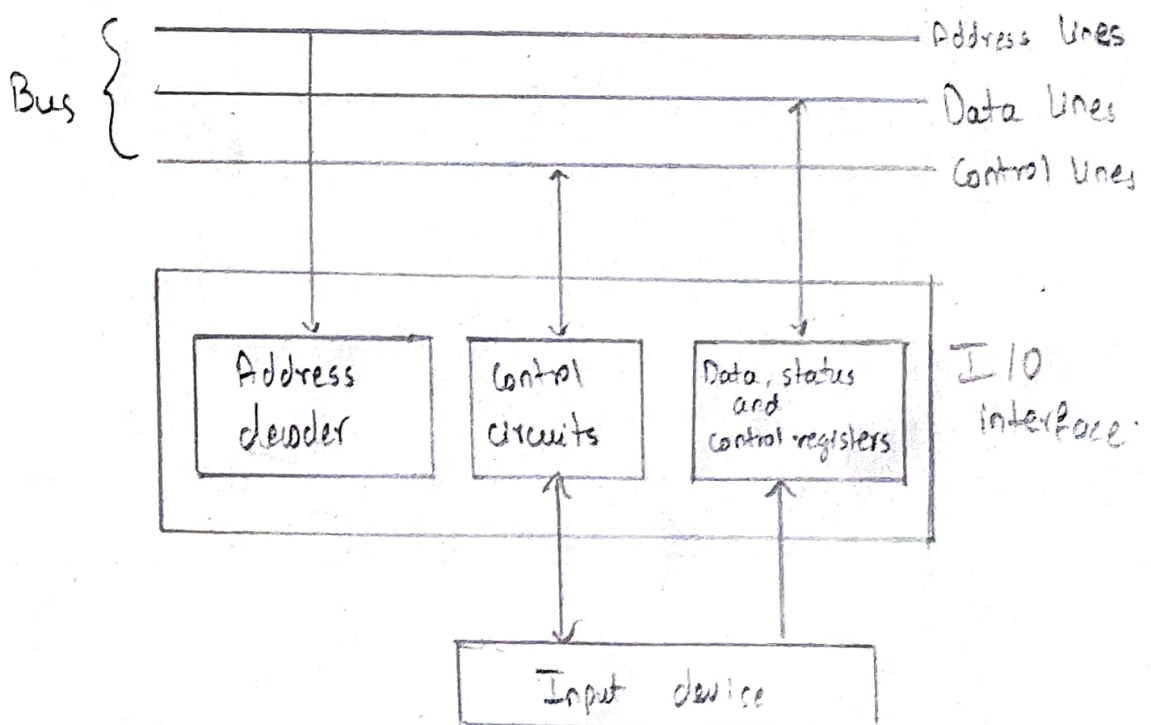 Address lines
Bus
Data lines
Control lines
Address
decoder
Control
circuits
Data, status
and
control registers
I/O
interface.
Input device